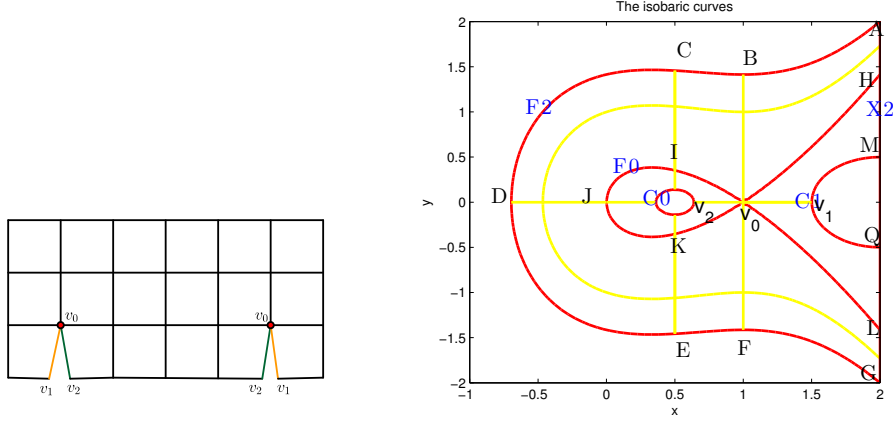 v₀ v₀
v₁ v₂ v₂ v₁
The isobaric curves
2
1.5
1
0.5
0
−0.5
−1
−1.5
−2
y
A
C B
H
F2 X2
M
I
F0
D J C0 v₂ v₀ C1 v₁
K Q
L
E F
G
−1 −0.5 0 0.5 1 1.5 2
x